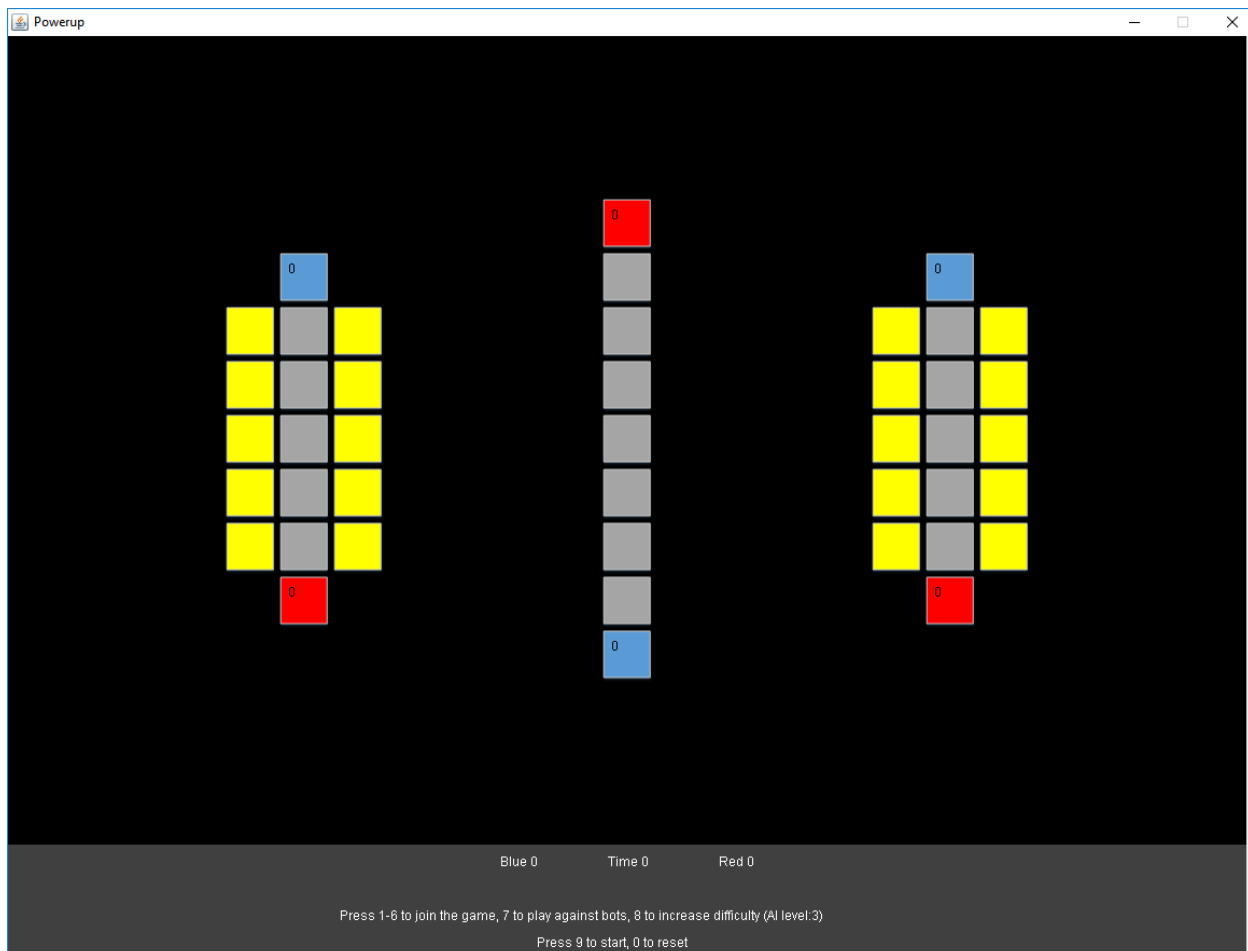 Powerup
0
0 0
0 0
0
Blue 0 Time 0 Red 0
Press 1-6 to join the game, 7 to play against bots, 8 to increase difficulty (AI level:3)
Press 9 to start, 0 to reset